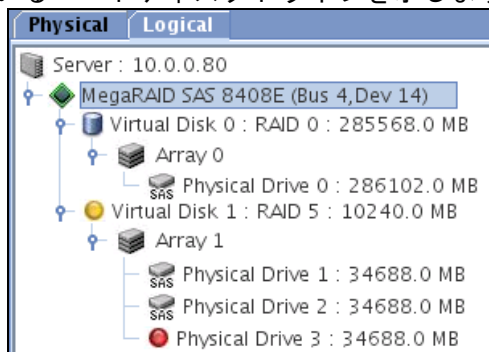 Physical Logical
Server : 10.0.0.80
MegaRAID SAS 8408E (Bus 4,Dev 14)
Virtual Disk 0 : RAID 0 : 285568.0 MB
Array 0
SAS Physical Drive 0 : 286102.0 MB
Virtual Disk 1 : RAID 5 : 10240.0 MB
Array 1
SAS Physical Drive 1 : 34688.0 MB
SAS Physical Drive 2 : 34688.0 MB
Physical Drive 3 : 34688.0 MB